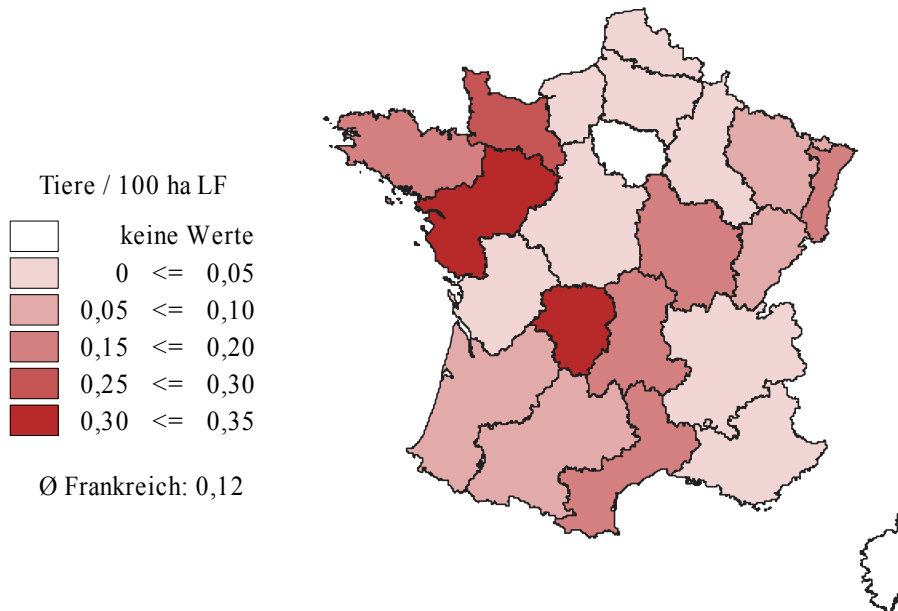 Tiere / 100 ha LF
keine Werte
0 <= 0,05
0,05 <= 0,10
0,15 <= 0,20
0,25 <= 0,30
0,30 <= 0,35
Ø Frankreich: 0,12